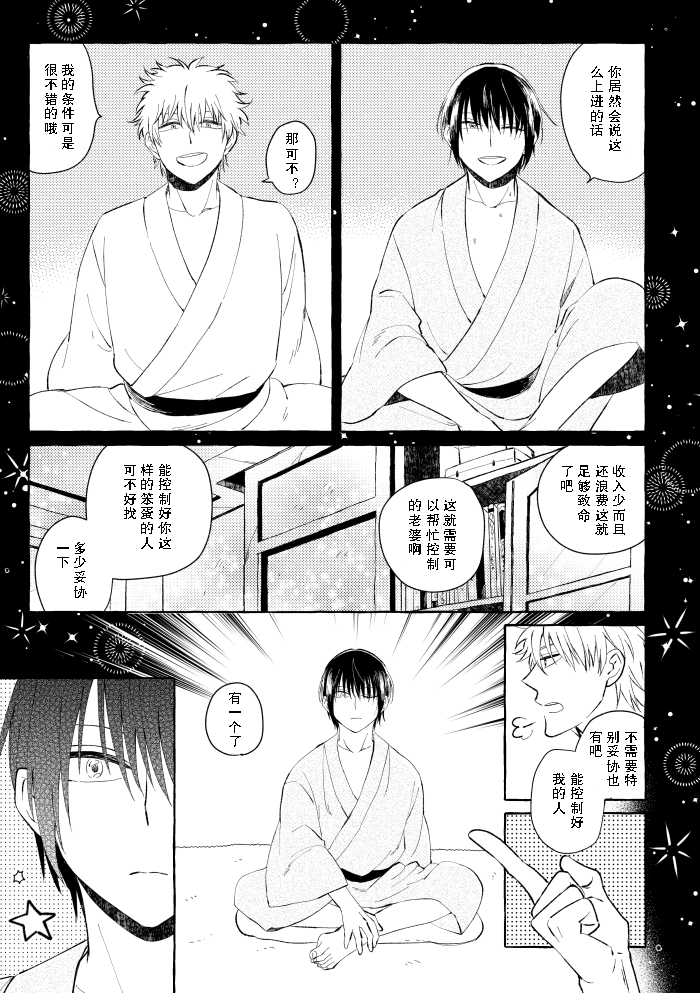 你居然会说这
么上进的话
那可不？
我的条件可是
很不错的哦
收入少而且
还浪费这就
足够致命
了吧
这就需要可
以帮忙控制
的老婆啊
能控制好你这
样的笨蛋的人
可不好找
多少妥协
一下
不需要特
别妥协也
有吧
能控制好
我的人
有一个了